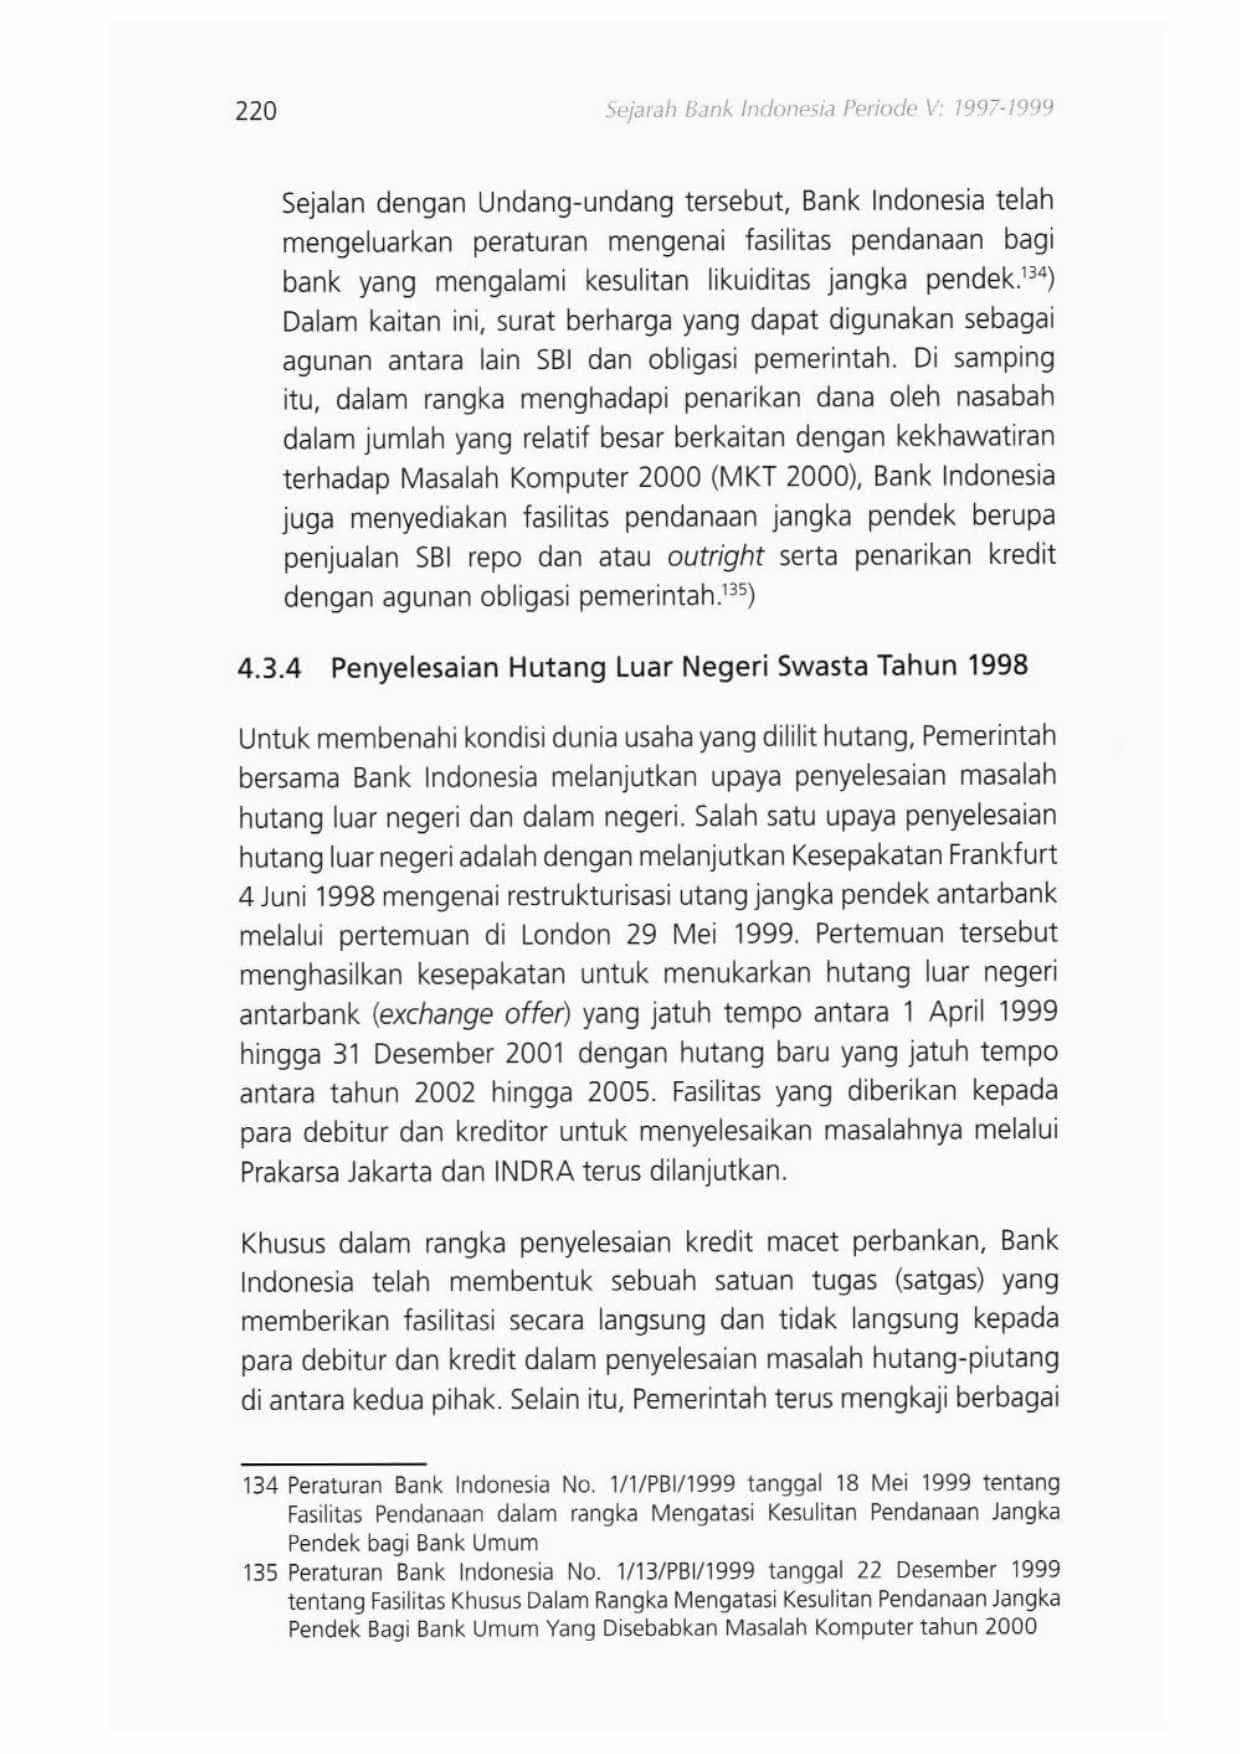 220
Sejarah Bank Indonesia Periode V: 1997-1999
Sejalan dengan Undang-undang tersebut, Bank Indonesia telah
mengeluarkan peraturan mengenai fasilitas pendanaan bagi
bank yang mengalami kesulitan likuiditas jangka pendek.134)
Dalam kaitan ini, surat berharga yang dapat digunakan sebagai
agunan antara lain SBI dan obligasi pemerintah. Di samping
itu, dalam rangka menghadapi penarikan dana oleh nasabah
dalam jumlah yang relatif besar berkaitan dengan kekhawatiran
terhadap Masalah Komputer 2000 (MKT 2000), Bank Indonesia
juga menyediakan fasilitas pendanaan jangka pendek berupa
penjualan SBI repo dan atau outright serta penarikan kredit
dengan agunan obligasi pemerintah.135)
4.3.4 Penyelesaian Hutang Luar Negeri Swasta Tahun 1998
Untuk membenahi kondisi dunia usaha yang dililit hutang, Pemerintah
bersama Bank Indonesia melanjutkan upaya penyelesaian masalah
hutang luar negeri dan dalam negeri. Salah satu upaya penyelesaian
hutang luar negeri adalah dengan melanjutkan Kesepakatan Frankfurt
4 Juni 1998 mengenai restrukturisasi utang jangka pendek antarbank
melalui pertemuan di London 29 Mei 1999. Pertemuan tersebut
menghasilkan kesepakatan untuk menukarkan hutang luar negeri
antarbank (exchange offer) yang jatuh tempo antara 1 April 1999
hingga 31 Desember 2001 dengan hutang baru yang jatuh tempo
antara tahun 2002 hingga 2005. Fasilitas yang diberikan kepada
para debitur dan kreditor untuk menyelesaikan masalahnya melalui
Prakarsa Jakarta dan INDRA terus dilanjutkan.
Khusus dalam rangka penyelesaian kredit macet perbankan, Bank
Indonesia telah membentuk sebuah satuan tugas (satgas) yang
memberikan fasilitasi secara langsung dan tidak langsung kepada
para debitur dan kredit dalam penyelesaian masalah hutang-piutang
di antara kedua pihak. Selain itu, Pemerintah terus mengkaji berbagai
134 Peraturan Bank Indonesia No. 1/1/PBI/1999 tanggal 18 Mei 1999 tentang
Fasilitas Pendanaan dalam rangka Mengatasi Kesulitan Pendanaan Jangka
Pendek bagi Bank Umum
135 Peraturan Bank Indonesia No. 1/13/PBI/1999 tanggal 22 Desember 1999
tentang Fasilitas Khusus Dalam Rangka Mengatasi Kesulitan Pendanaan Jangka
Pendek Bagi Bank Umum Yang Disebabkan Masalah Komputer tahun 2000